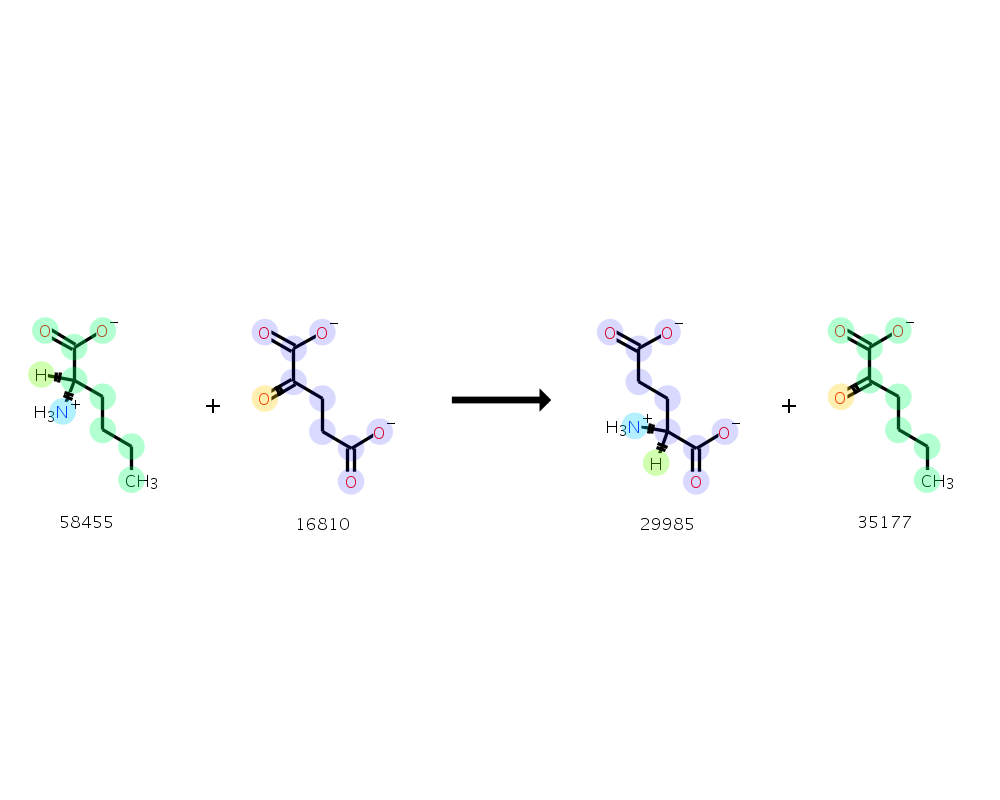 O O⁻ O O⁻ O O⁻ O O⁻
H O O
H₃N⁺ H₃N⁺ O⁻ O⁻
H
CH₃ O O CH₃
+ + 
58455 16810 29985 35177